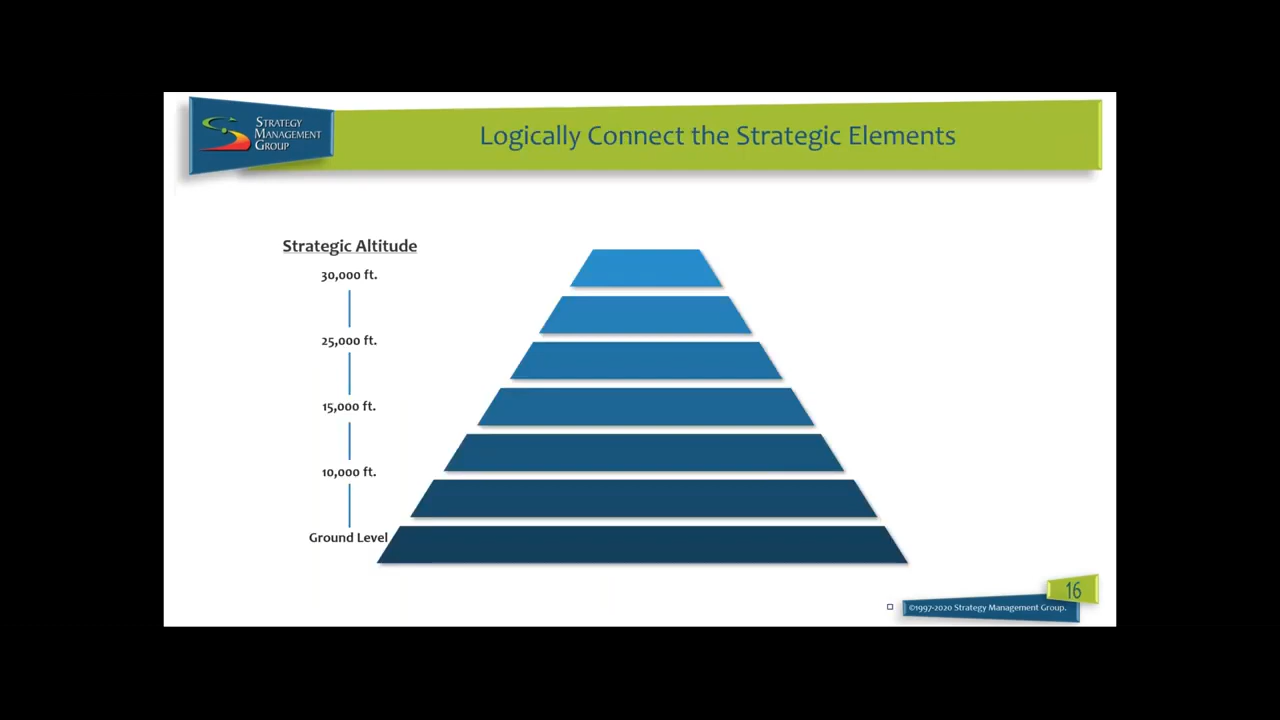 STRATEGY
MANAGEMENT
GROUP
Logically Connect the Strategic Elements
Strategic Altitude
30,000 ft.
25,000 ft.
15,000 ft.
10,000 ft.
Ground Level
16
©1997-2020 Strategy Management Group.